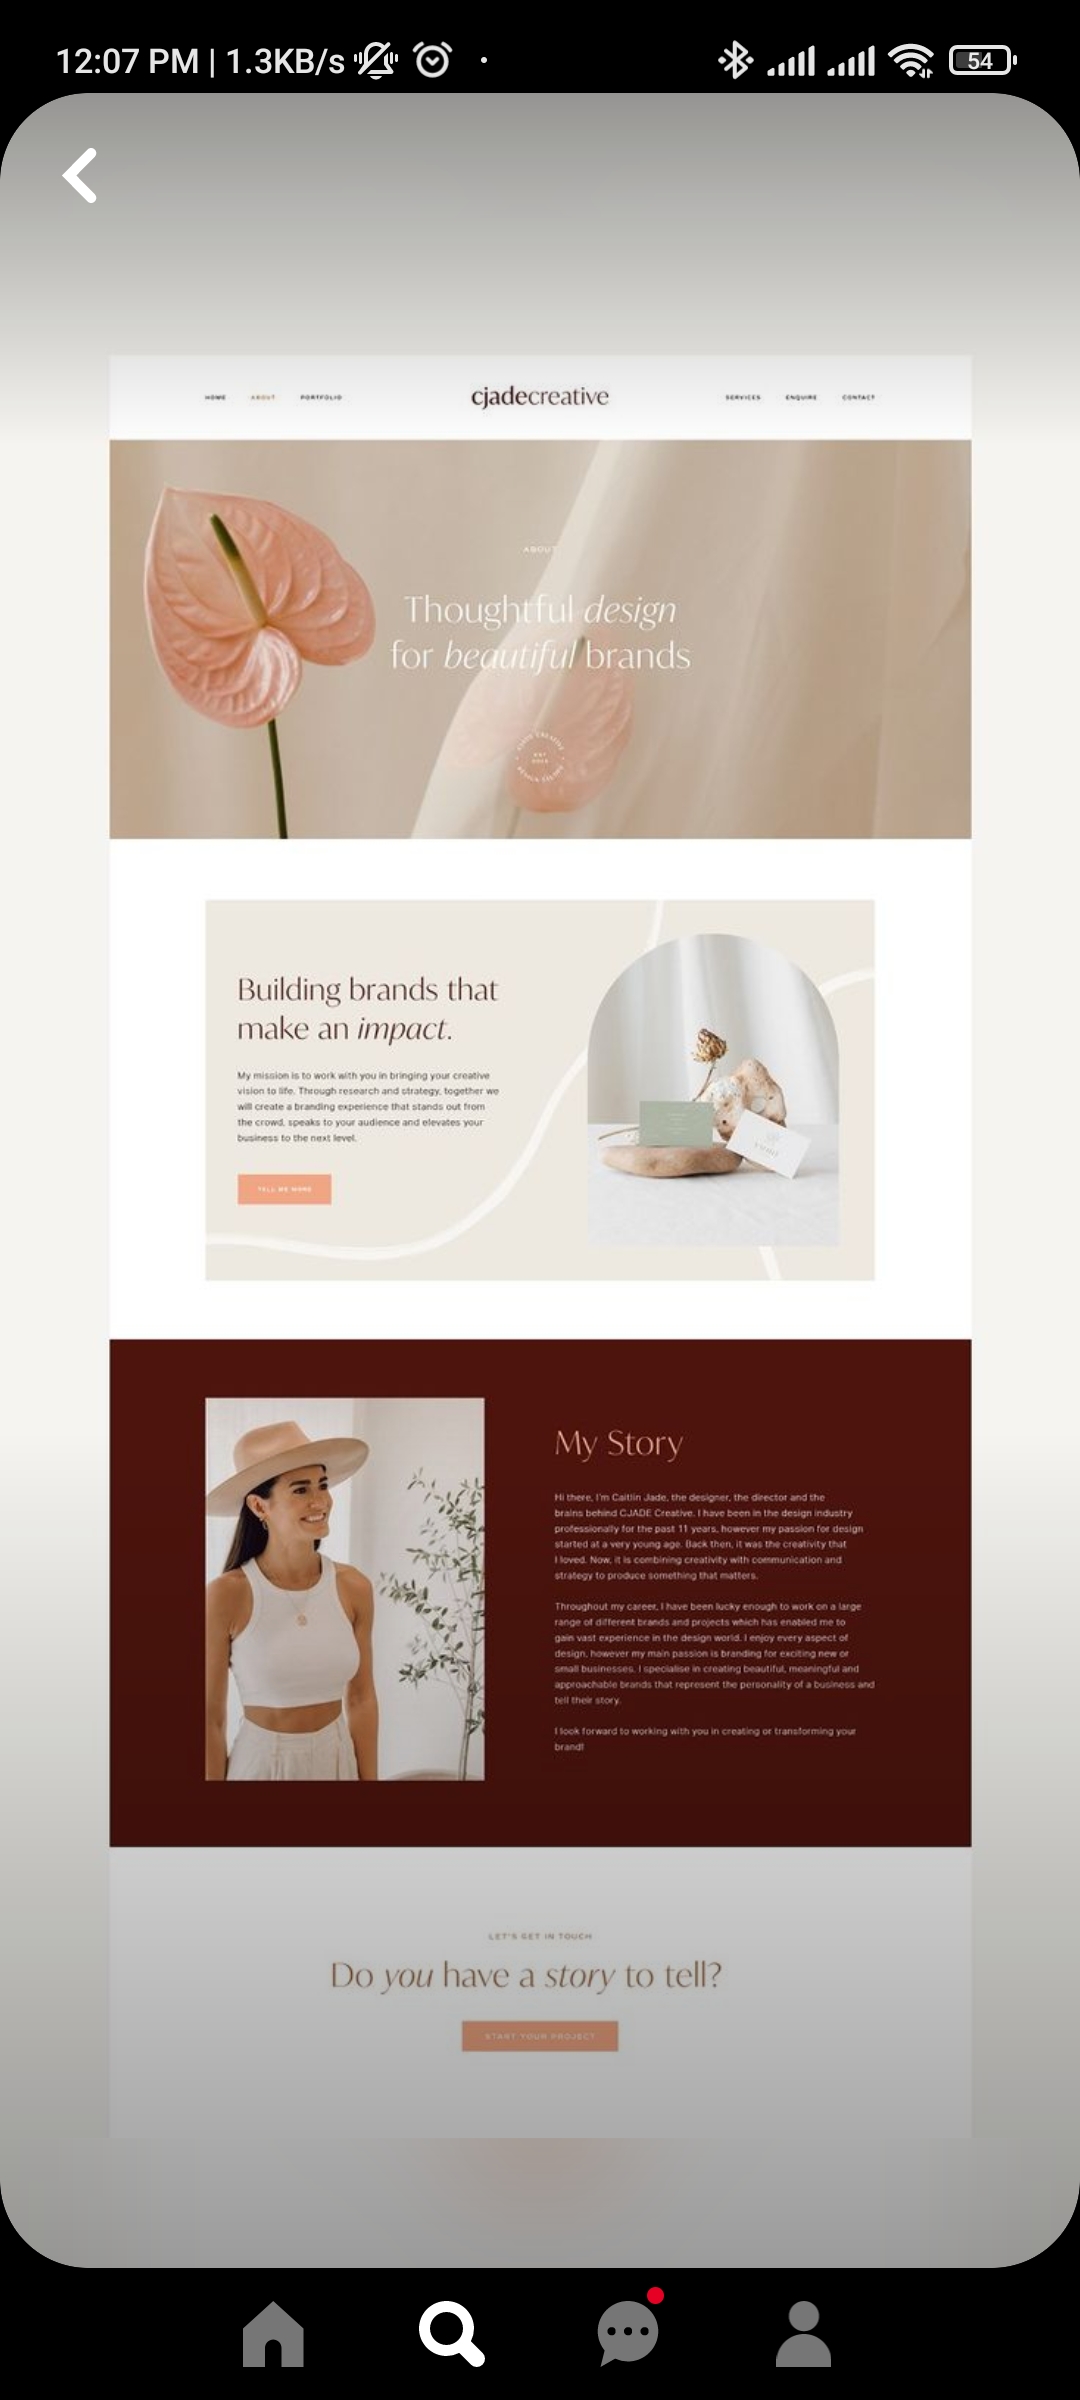 12:07 PM | 1.3KB/s
54
HOME ABOUT PORTFOLIO cjadecreative SERVICES ENQUIRE CONTACT
ABOUT
Thoughtful design
for beautiful brands
CJADE CREATIVE
EST
DESIGN STUDIO
Building brands that
make an impact.
My mission is to work with you in bringing your creative
vision to life. Through research and strategy, together we
will create a branding experience that stands out from
the crowd, speaks to your audience and elevates your
business to the next level.
TELL ME MORE
My Story
Hi there, I'm Caitlin Jade, the designer, the director and the
brains behind CJADE Creative. I have been in the design industry
professionally for the past 11 years, however my passion for design
started at a very young age. Back then, it was the creativity that
I loved. Now, it is combining creativity with communication and
strategy to produce something that matters.
Throughout my career, I have been lucky enough to work on a large
range of different brands and projects which has enabled me to
gain vast experience in the design world. I enjoy every aspect of
design, however my main passion is branding for exciting new or
small businesses. I specialise in creating beautiful, meaningful and
approachable brands that represent the personality of a business and
tell their story.
I look forward to working with you in creating or transforming your
brand!
LET'S GET IN TOUCH
Do you have a story to tell?
START YOUR PROJECT